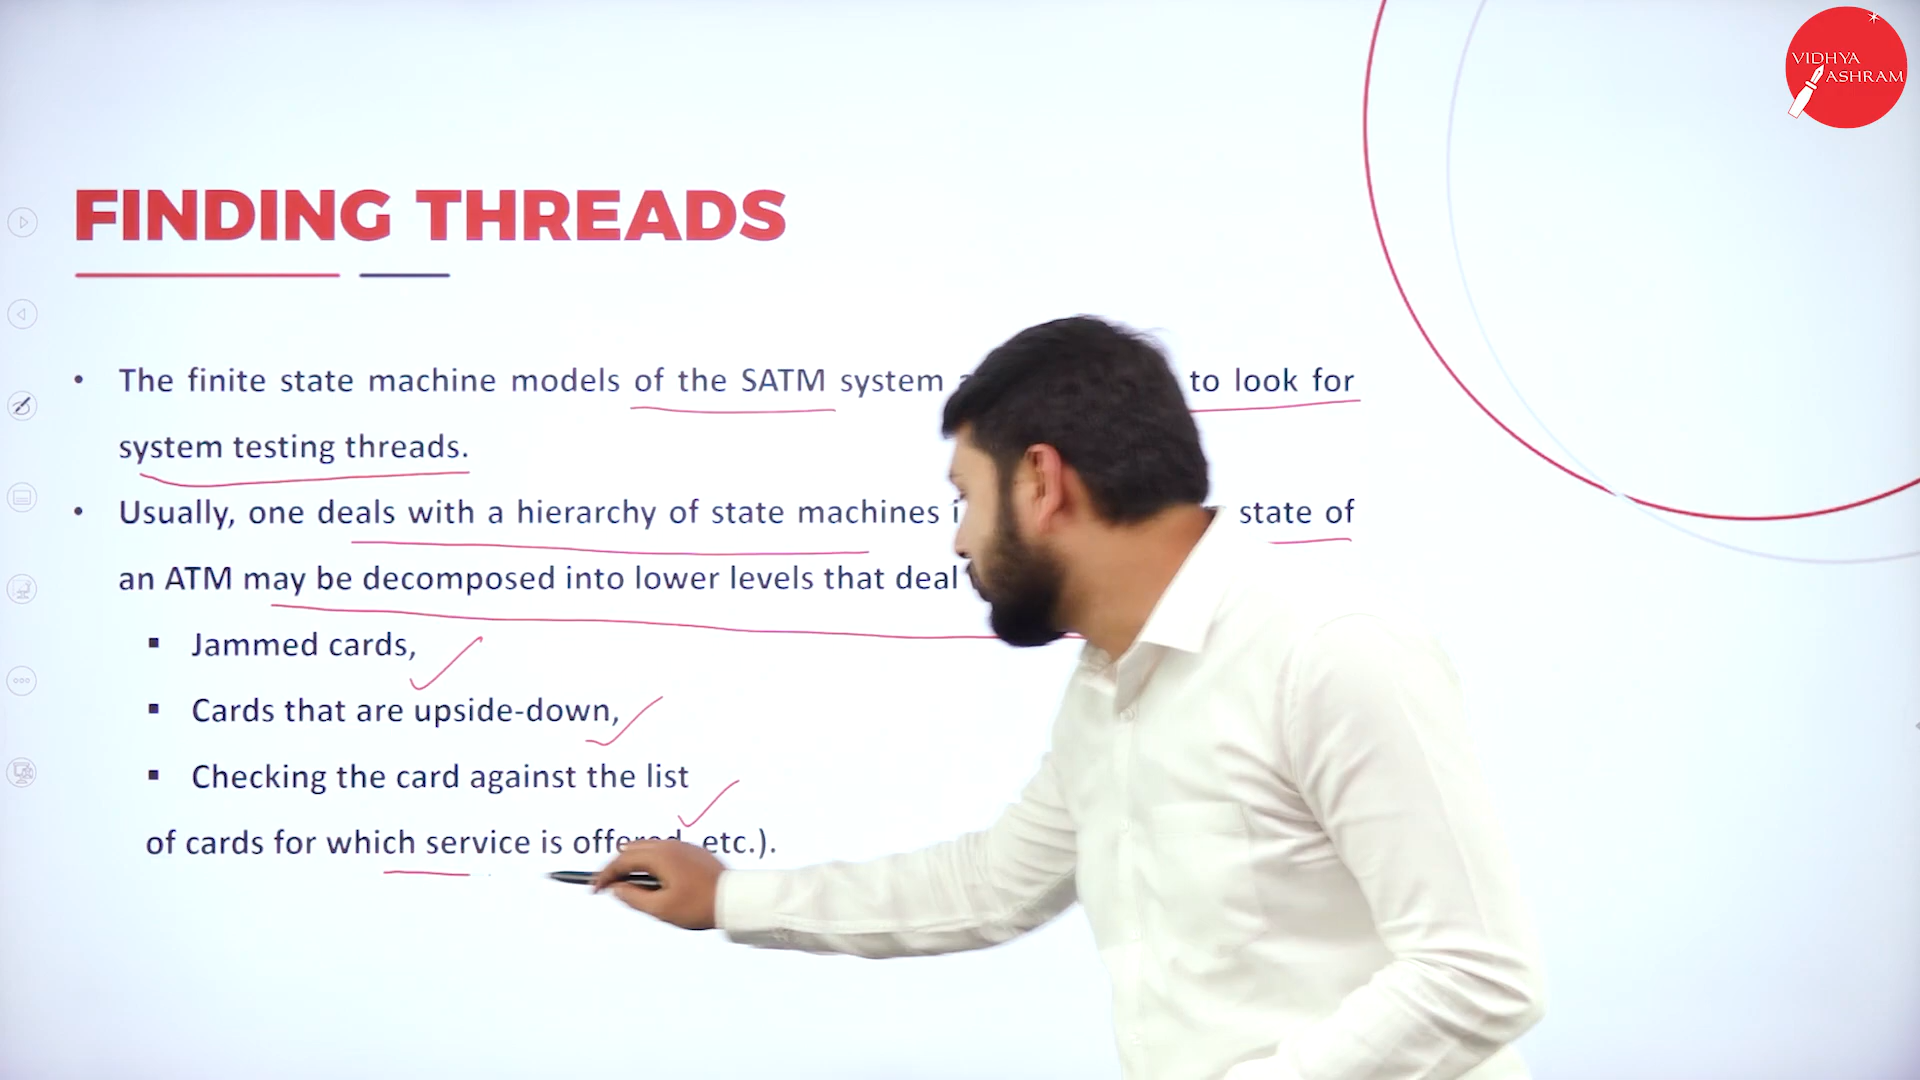 VIDHYA
ASHRAM
FINDING THREADS
• The finite state machine models of the SATM system to look for
system testing threads.
• Usually, one deals with a hierarchy of state machines state of
an ATM may be decomposed into lower levels that deal
▪ Jammed cards,
▪ Cards that are upside-down,
▪ Checking the card against the list
of cards for which service is offered, etc.).